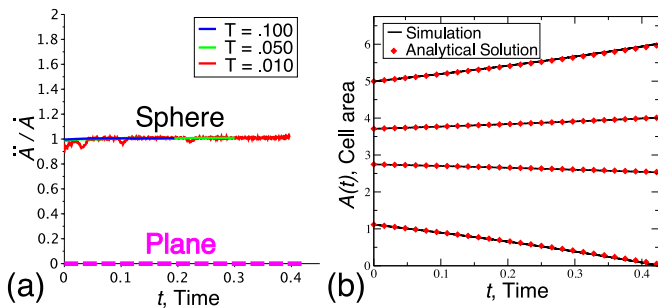 2
1.8
1.6
1.4
1.2
1
0.8
0.6
0.4
0.2
0
Ä / Ȧ
T = .100
T = .050
T = .010
Sphere
Plane
0 0.1 0.2 0.3 0.4 0.5
t, Time
(a)
6
5
4
3
2
1
0
A(t), Cell area
Simulation
Analytical Solution
0 0.1 0.2 0.3 0.4
t, Time
(b)